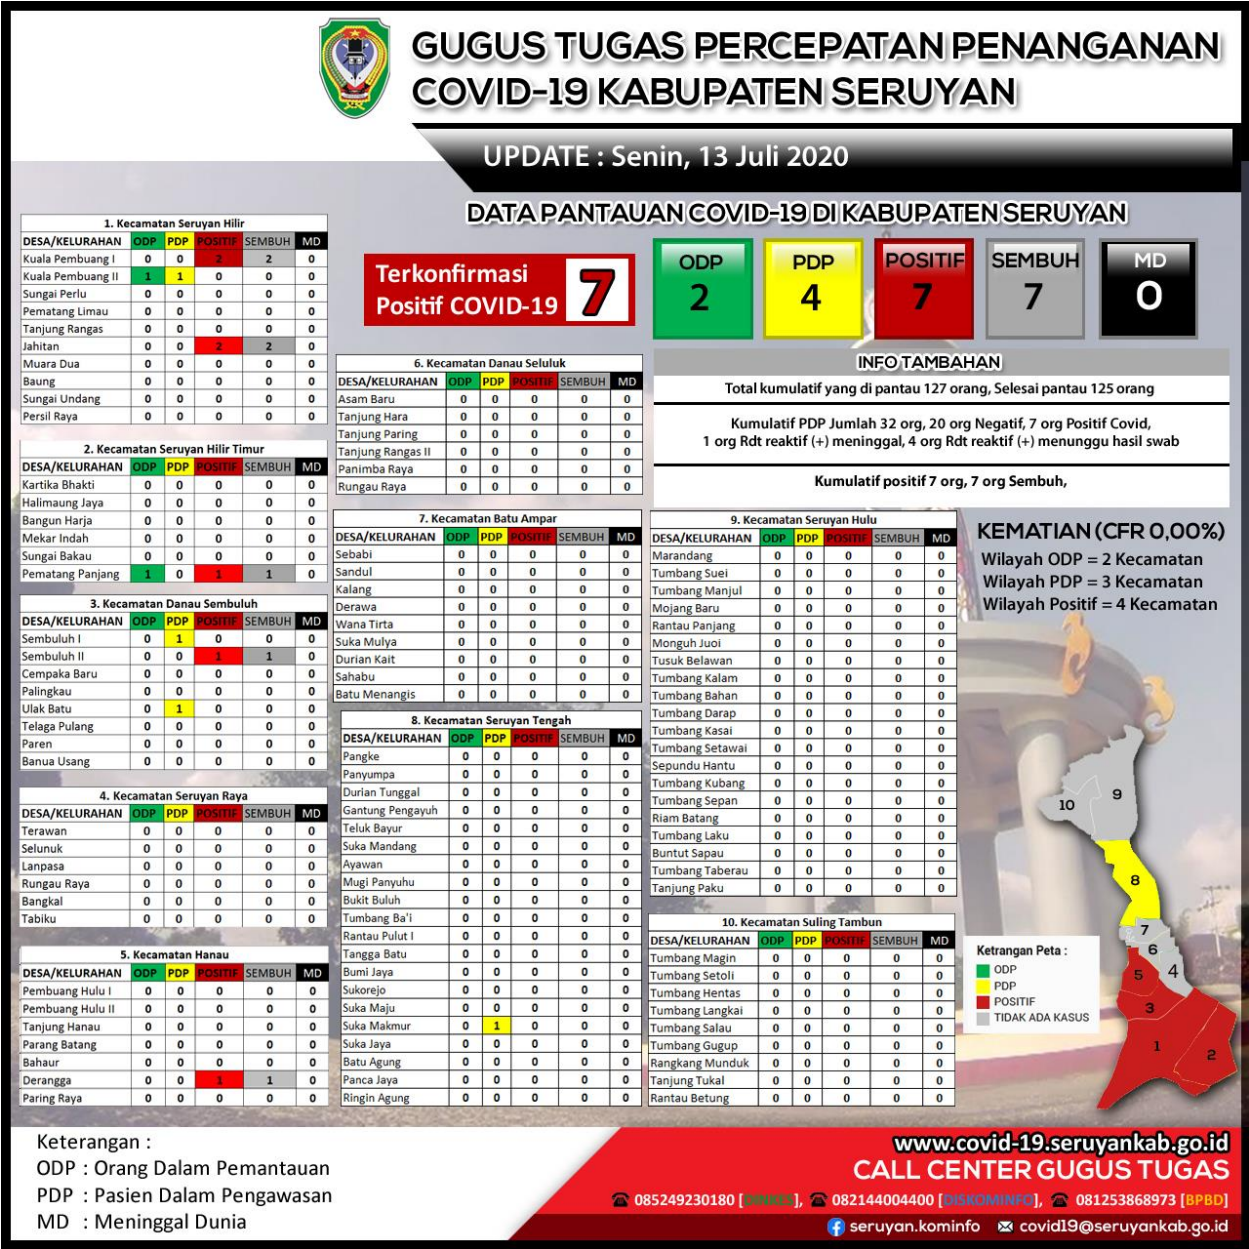 GUGUS TUGAS PERCEPATAN PENANGANAN
COVID-19 KABUPATEN SERUYAN
UPDATE : Senin, 13 Juli 2020
DATA PANTAUAN COVID-19 DI KABUPATEN SERUYAN
Terkonfirmasi
Positif COVID-19
7
ODP
2
PDP
4
POSITIF
7
SEMBUH
7
MD
0
INFO TAMBAHAN
Total kumulatif yang di pantau 127 orang, Selesai pantau 125 orang
Kumulatif PDP Jumlah 32 org, 20 org Negatif, 7 org Positif Covid,
1 org Rdt reaktif (+) meninggal, 4 org Rdt reaktif (+) menunggu hasil swab
Kumulatif positif 7 org, 7 org Sembuh,
1. Kecamatan Seruyan Hilir
DESA/KELURAHAN ODP PDP POSITIF SEMBUH MD
Kuala Pembuang I 0 0 2 2 0
Kuala Pembuang II 1 1 0 0 0
Sungai Perlu 0 0 0 0 0
Pematang Limau 0 0 0 0 0
Tanjung Rangas 0 0 0 0 0
Jahitan 0 0 2 2 0
Muara Dua 0 0 0 0 0
Baung 0 0 0 0 0
Sungai Undang 0 0 0 0 0
Persil Raya 0 0 0 0 0
2. Kecamatan Seruyan Hilir Timur
DESA/KELURAHAN ODP PDP POSITIF SEMBUH MD
Kartika Bhakti 0 0 0 0 0
Halimaung Jaya 0 0 0 0 0
Bangun Harja 0 0 0 0 0
Mekar Indah 0 0 0 0 0
Sungai Bakau 0 0 0 0 0
Pematang Panjang 1 0 1 1 0
3. Kecamatan Danau Sembuluh
DESA/KELURAHAN ODP PDP POSITIF SEMBUH MD
Sembuluh I 0 1 0 0 0
Sembuluh II 0 0 1 1 0
Cempaka Baru 0 0 0 0 0
Palingkau 0 0 0 0 0
Ulak Batu 0 1 0 0 0
Telaga Pulang 0 0 0 0 0
Paren 0 0 0 0 0
Banua Usang 0 0 0 0 0
4. Kecamatan Seruyan Raya
DESA/KELURAHAN ODP PDP POSITIF SEMBUH MD
Terawan 0 0 0 0 0
Selunuk 0 0 0 0 0
Lanpasa 0 0 0 0 0
Rungau Raya 0 0 0 0 0
Bangkal 0 0 0 0 0
Tabiku 0 0 0 0 0
5. Kecamatan Hanau
DESA/KELURAHAN ODP PDP POSITIF SEMBUH MD
Pembuang Hulu I 0 0 0 0 0
Pembuang Hulu II 0 0 0 0 0
Tanjung Hanau 0 0 0 0 0
Parang Batang 0 0 0 0 0
Bahaur 0 0 0 0 0
Derangga 0 0 1 1 0
Paring Raya 0 0 0 0 0
6. Kecamatan Danau Seluluk
DESA/KELURAHAN ODP PDP POSITIF SEMBUH MD
Asam Baru 0 0 0 0 0
Tanjung Hara 0 0 0 0 0
Tanjung Paring 0 0 0 0 0
Tanjung Rangas II 0 0 0 0 0
Panimba Raya 0 0 0 0 0
Rungau Raya 0 0 0 0 0
7. Kecamatan Batu Ampar
DESA/KELURAHAN ODP PDP POSITIF SEMBUH MD
Sebabi 0 0 0 0 0
Sandul 0 0 0 0 0
Kalang 0 0 0 0 0
Derawa 0 0 0 0 0
Wana Tirta 0 0 0 0 0
Suka Mulya 0 0 0 0 0
Durian Kait 0 0 0 0 0
Sahabu 0 0 0 0 0
Batu Menangis 0 0 0 0 0
8. Kecamatan Seruyan Tengah
DESA/KELURAHAN ODP PDP POSITIF SEMBUH MD
Pangke 0 0 0 0 0
Panyumpa 0 0 0 0 0
Durian Tunggal 0 0 0 0 0
Gantung Pengayuh 0 0 0 0 0
Teluk Bayur 0 0 0 0 0
Suka Mandang 0 0 0 0 0
Ayawan 0 0 0 0 0
Mugi Panyuhu 0 0 0 0 0
Bukit Buluh 0 0 0 0 0
Tumbang Ba'i 0 0 0 0 0
Rantau Pulut I 0 0 0 0 0
Tangga Batu 0 0 0 0 0
Bumi Jaya 0 0 0 0 0
Sukorejo 0 0 0 0 0
Suka Maju 0 0 0 0 0
Suka Makmur 0 1 0 0 0
Suka Jaya 0 0 0 0 0
Batu Agung 0 0 0 0 0
Panca Jaya 0 0 0 0 0
Ringin Agung 0 0 0 0 0
9. Kecamatan Seruyan Hulu
DESA/KELURAHAN ODP PDP POSITIF SEMBUH MD
Marandang 0 0 0 0 0
Tumbang Suei 0 0 0 0 0
Tumbang Manjul 0 0 0 0 0
Mojang Baru 0 0 0 0 0
Rantau Panjang 0 0 0 0 0
Monguh Juoi 0 0 0 0 0
Tusuk Belawan 0 0 0 0 0
Tumbang Kalam 0 0 0 0 0
Tumbang Bahan 0 0 0 0 0
Tumbang Darap 0 0 0 0 0
Tumbang Kasai 0 0 0 0 0
Tumbang Setawai 0 0 0 0 0
Sepundu Hantu 0 0 0 0 0
Tumbang Kubang 0 0 0 0 0
Tumbang Sepan 0 0 0 0 0
Riam Batang 0 0 0 0 0
Tumbang Laku 0 0 0 0 0
Buntut Sapau 0 0 0 0 0
Tumbang Taberau 0 0 0 0 0
Tanjung Paku 0 0 0 0 0
10. Kecamatan Suling Tambun
DESA/KELURAHAN ODP PDP POSITIF SEMBUH MD
Tumbang Magin 0 0 0 0 0
Tumbang Setoli 0 0 0 0 0
Tumbang Hentas 0 0 0 0 0
Tumbang Langkai 0 0 0 0 0
Tumbang Salau 0 0 0 0 0
Tumbang Gugup 0 0 0 0 0
Rangkang Munduk 0 0 0 0 0
Tanjung Tukal 0 0 0 0 0
Rantau Betung 0 0 0 0 0
KEMATIAN (CFR 0,00%)
Wilayah ODP = 2 Kecamatan
Wilayah PDP = 3 Kecamatan
Wilayah Positif = 4 Kecamatan
9
10
8
7
6
5
4
3
1
2
Ketrangan Peta :
ODP
PDP
POSITIF
TIDAK ADA KASUS
Keterangan :
ODP : Orang Dalam Pemantauan
PDP : Pasien Dalam Pengawasan
MD : Meninggal Dunia
www.covid-19.seruyankab.go.id
CALL CENTER GUGUS TUGAS
085249230180 [DINKES], 082144004400 [DISKOMINFO], 081253868973 [BPBD]
seruyan.kominfo covid19@seruyankab.go.id